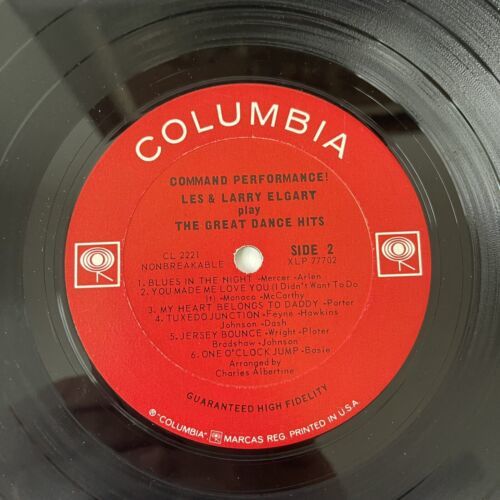 COLUMBIA
COMMAND PERFORMANCE!
LES & LARRY ELGART
play
THE GREAT DANCE HITS
CL 2221 SIDE 2
NONBREAKABLE XLP 77702
1. BLUES IN THE NIGHT -Mercer-Arlen
2. YOU MADE ME LOVE YOU (I Didn't Want To Do
It) -Monaco-McCarthy
3. MY HEART BELONGS TO DADDY -Porter
4. TUXEDO JUNCTION -Feyne-Hawkins
Johnson-Dash
5. JERSEY BOUNCE -Wright-Plater
Bradshaw-Johnson
6. ONE O'CLOCK JUMP -Basie
Arranged by
Charles Albertine
GUARANTEED HIGH FIDELITY
® "COLUMBIA", MARCAS REG. PRINTED IN U.S.A.